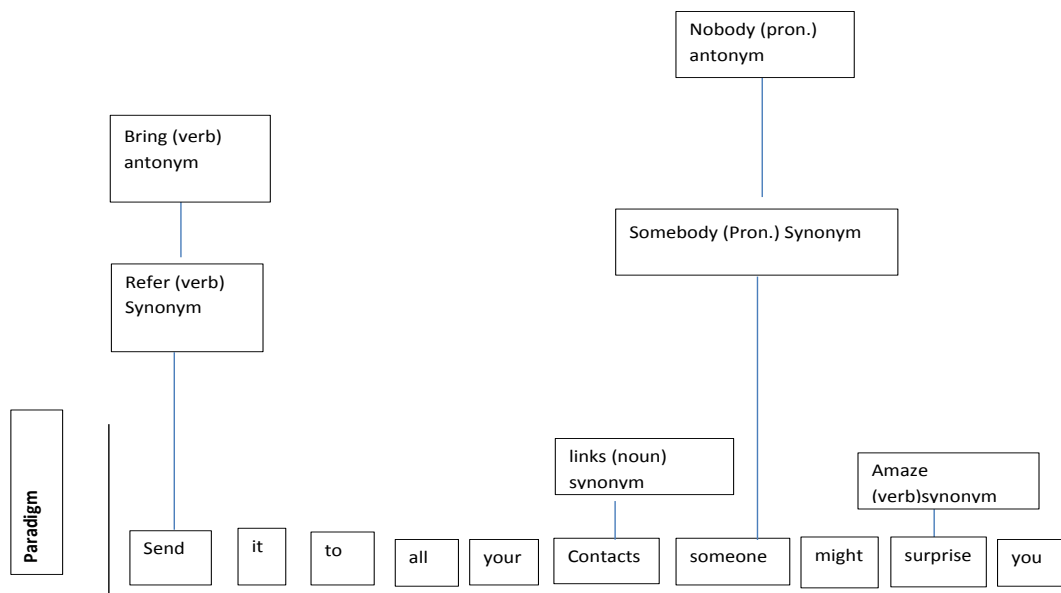 Nobody (pron.)
antonym
Bring (verb)
antonym
Somebody (Pron.) Synonym
Refer (verb)
Synonym
Paradigm
links (noun)
synonym
Amaze
(verb)synonym
Send it to all your Contacts someone might surprise you